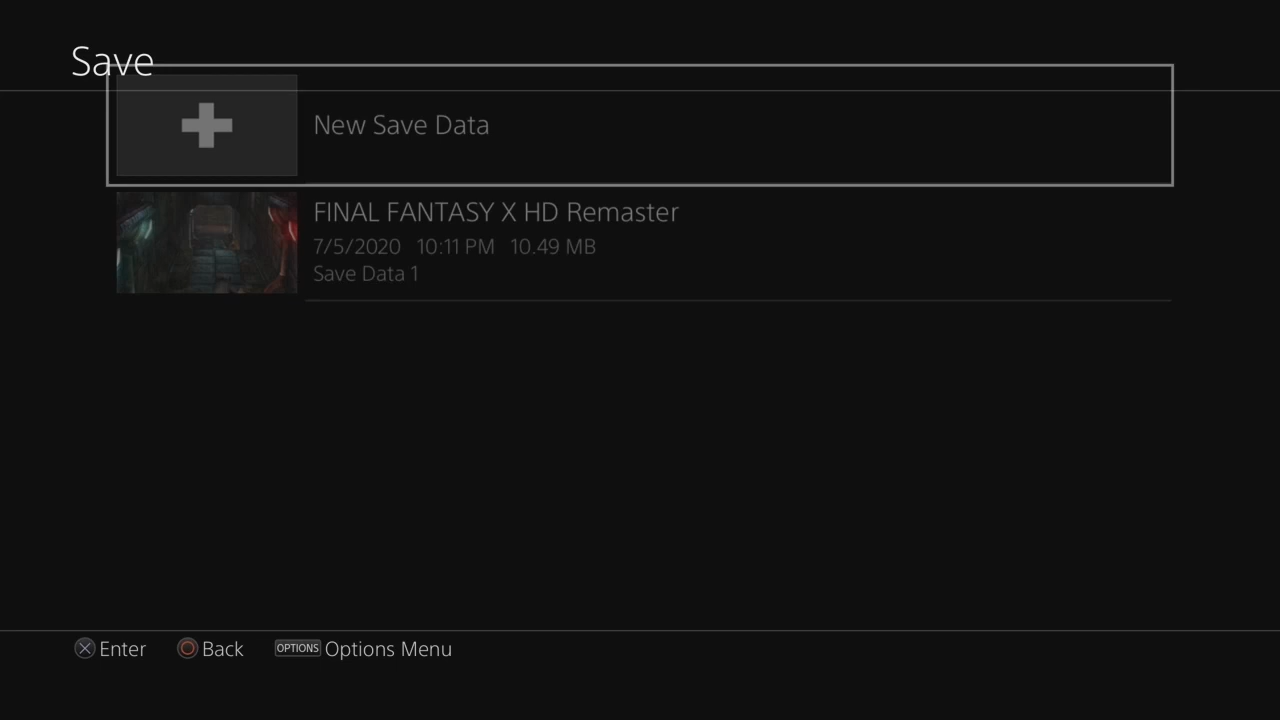 Save
New Save Data
FINAL FANTASY X HD Remaster
7/5/2020 10:11 PM 10.49 MB
Save Data 1
Enter Back OPTIONS Options Menu